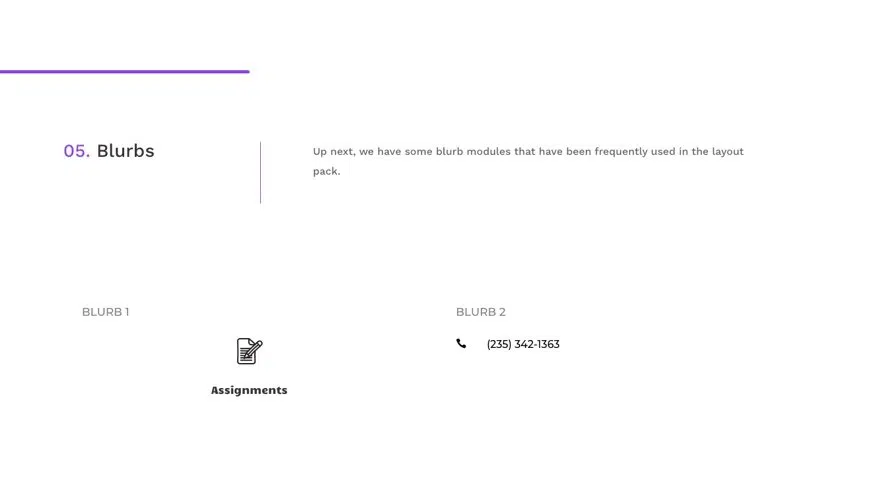 05. Blurbs
Up next, we have some blurb modules that have been frequently used in the layout
pack.
BLURB 1
Assignments
BLURB 2
(235) 342-1363